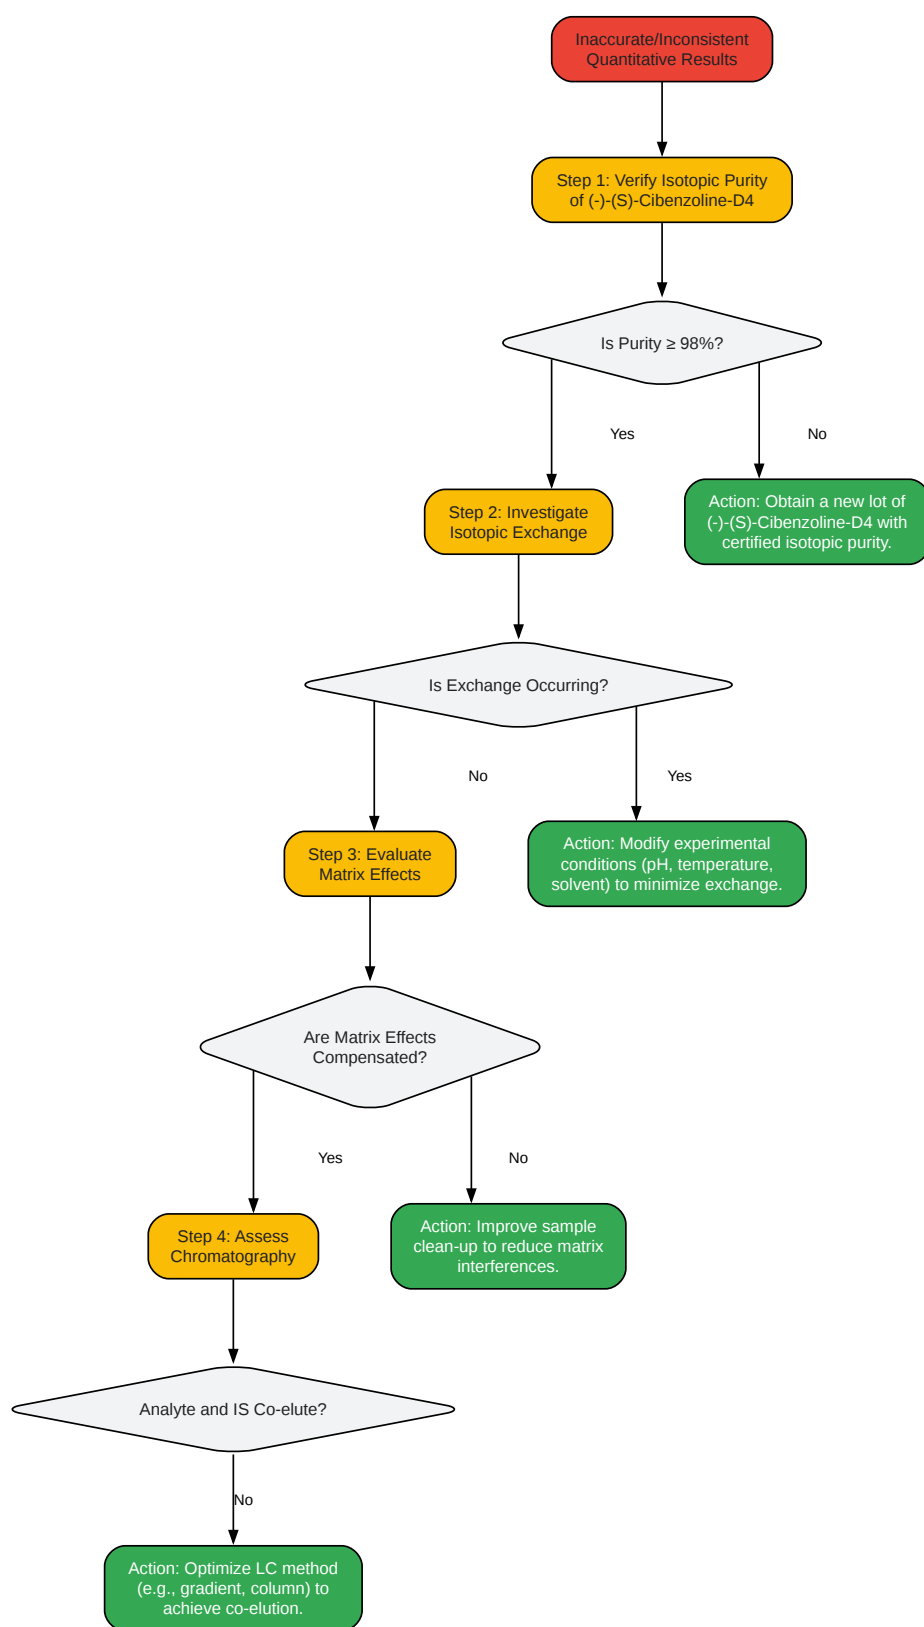 Inaccurate/Inconsistent
Quantitative Results
Step 1: Verify Isotopic Purity
of (-)-(S)-Cibenzoline-D4
Is Purity ≥ 98%?
Yes
No
Step 2: Investigate
Isotopic Exchange
Action: Obtain a new lot of
(-)-(S)-Cibenzoline-D4 with
certified isotopic purity.
Is Exchange Occurring?
No
Yes
Step 3: Evaluate
Matrix Effects
Action: Modify experimental
conditions (pH, temperature,
solvent) to minimize exchange.
Are Matrix Effects
Compensated?
Yes
No
Step 4: Assess
Chromatography
Action: Improve sample
clean-up to reduce matrix
interferences.
Analyte and IS Co-elute?
No
Action: Optimize LC method
(e.g., gradient, column) to
achieve co-elution.